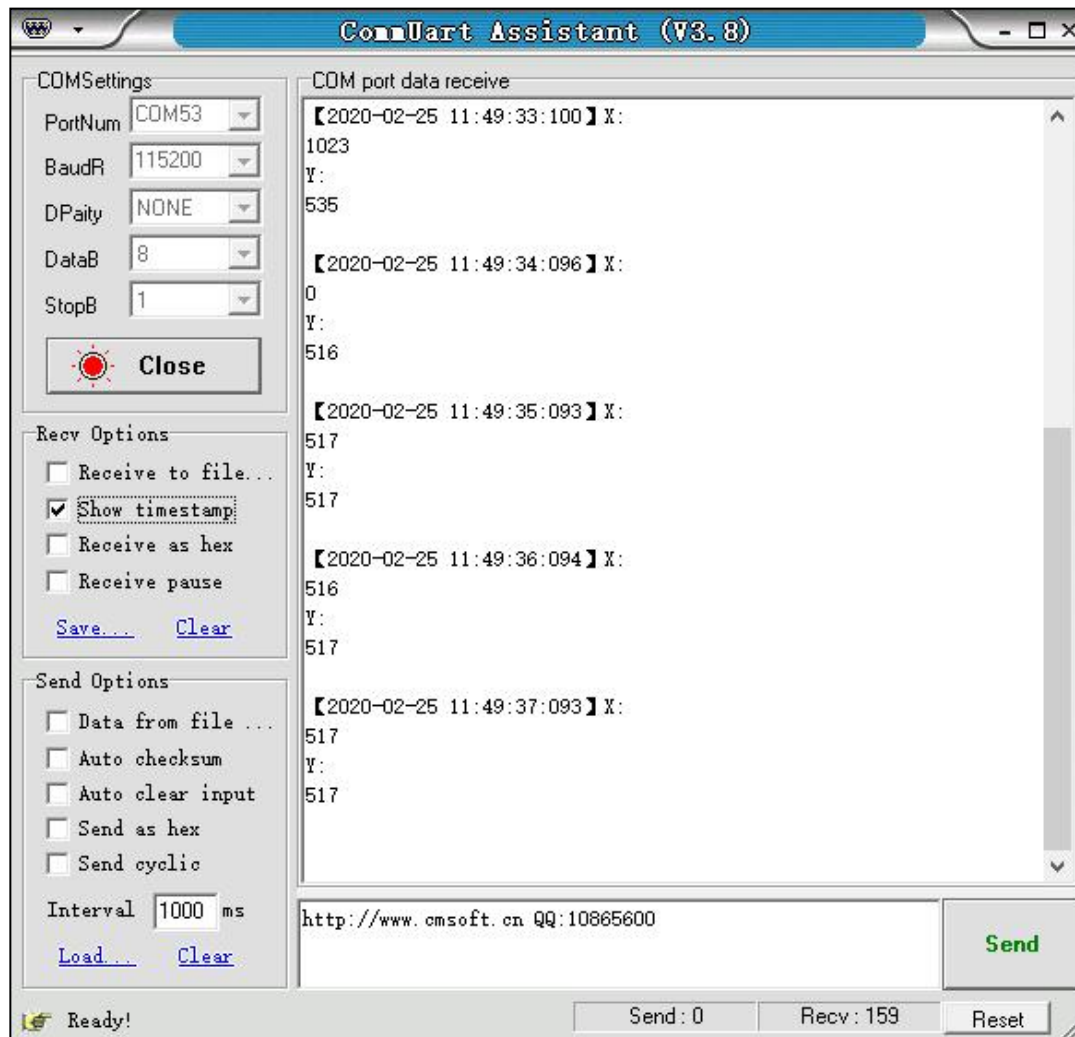 CommUart Assistant (V3.8)
COMSettings
PortNum COM53
BaudR 115200
DPaity NONE
DataB 8
StopB 1
Close
Recv Options
Receive to file...
Show timestamp
Receive as hex
Receive pause
Save... Clear
Send Options
Data from file ...
Auto checksum
Auto clear input
Send as hex
Send cyclic
Interval 1000 ms
Load... Clear
COM port data receive
【2020-02-25 11:49:33:100】X:
1023
Y:
535
【2020-02-25 11:49:34:096】X:
0
Y:
516
【2020-02-25 11:49:35:093】X:
517
Y:
517
【2020-02-25 11:49:36:094】X:
516
Y:
517
【2020-02-25 11:49:37:093】X:
517
Y:
517
http://www.cmsoft.cn QQ:10865600
Send
Ready!
Send : 0
Recv : 159
Reset